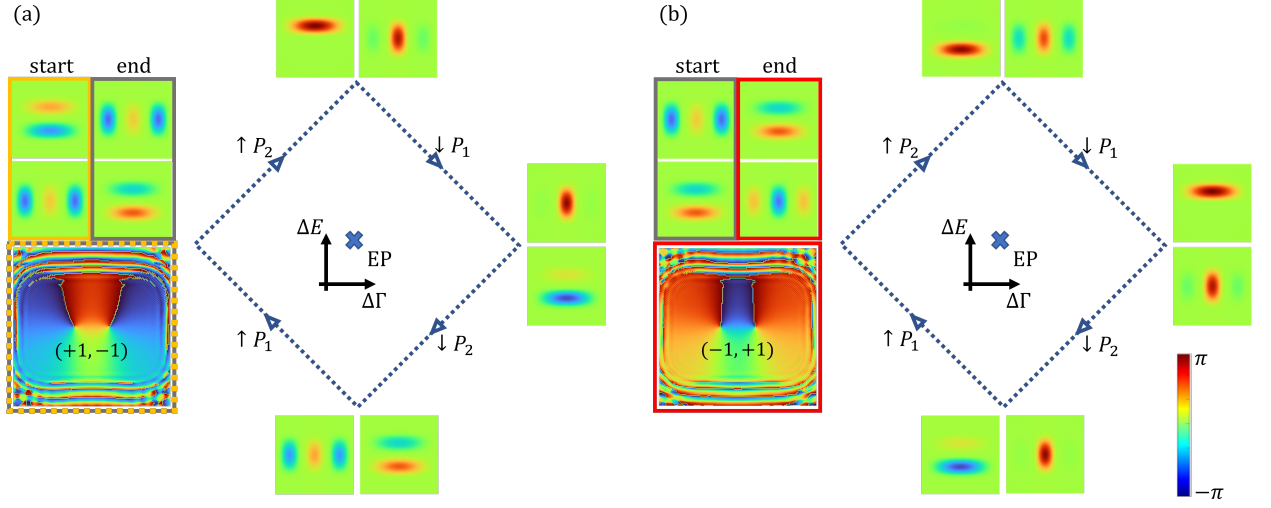 (a)
start end
↑ P₂
↓ P₁
ΔE
EP
ΔΓ
(+1, −1)
↑ P₁
↓ P₂
(b)
start end
↑ P₂
↓ P₁
ΔE
EP
ΔΓ
(−1, +1)
↑ P₁
↓ P₂
π
−π